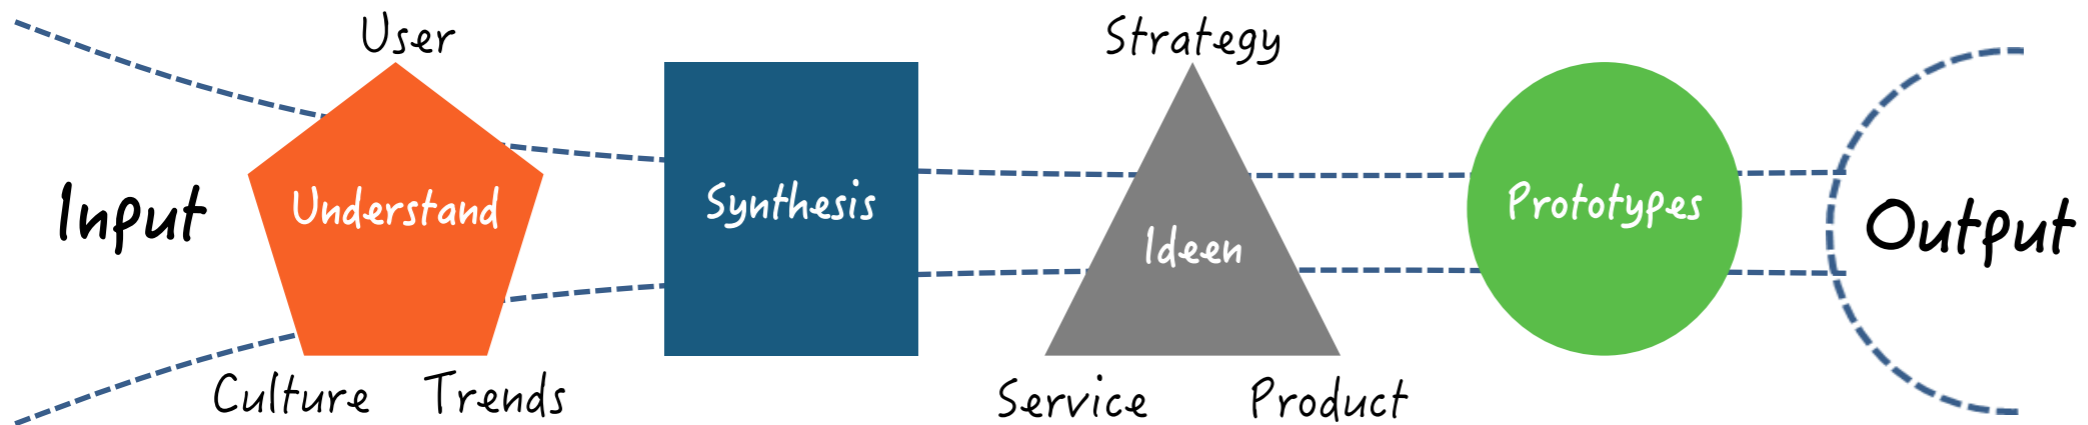 User
Strategy
Input
Understand
Synthesis
Ideen
Prototypes
Output
Culture
Trends
Service
Product